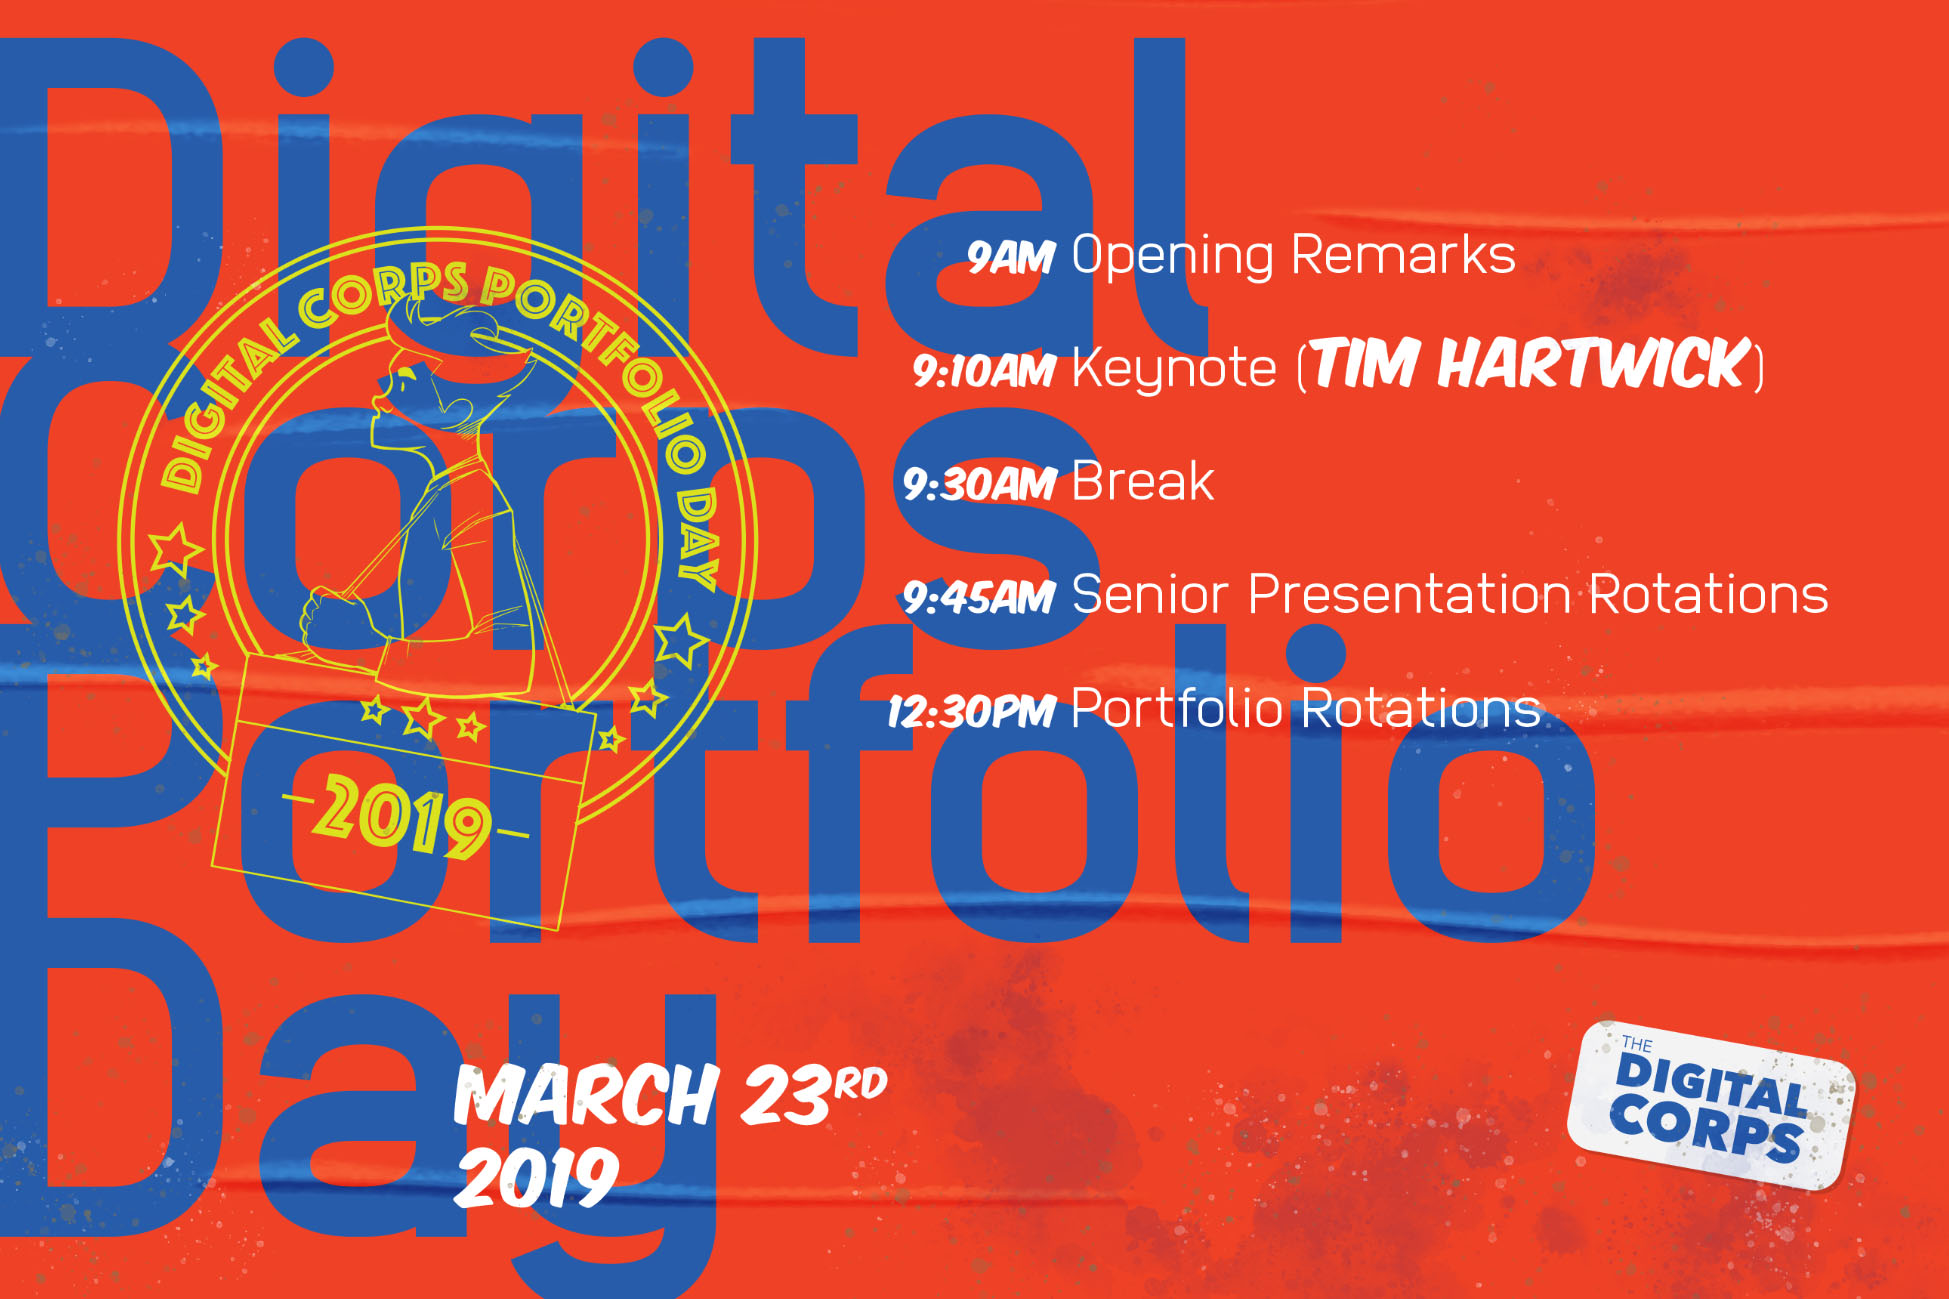 Digital
Corps
Portfolio
Day
DIGITAL CORPS PORTFOLIO DAY
-2019-
9AM Opening Remarks
9:10AM Keynote (TIM HARTWICK)
9:30AM Break
9:45AM Senior Presentation Rotations
12:30PM Portfolio Rotations
MARCH 23RD
2019
THE
DIGITAL
CORPS